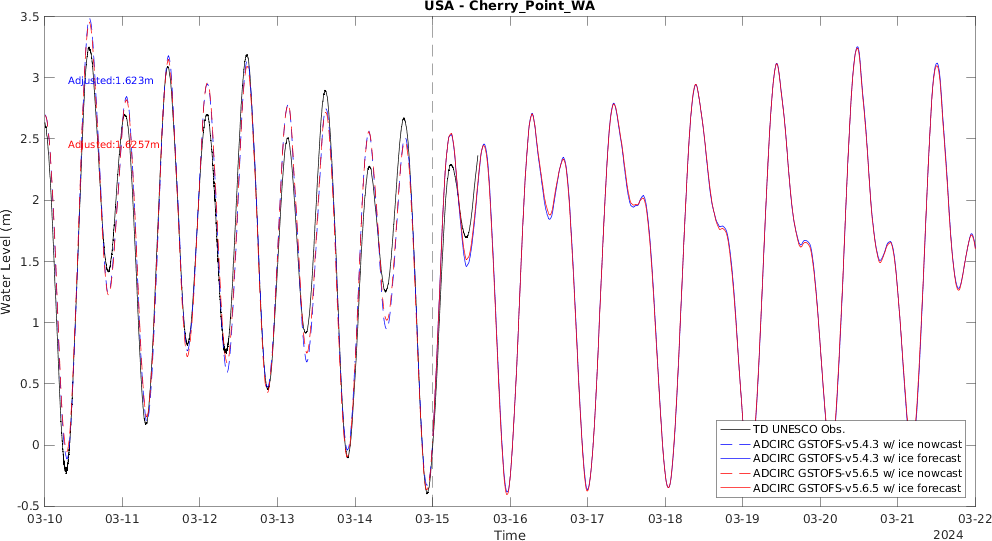 USA - Cherry_Point_WA
3.5
3
2.5
2
1.5
1
0.5
0
-0.5
Water Level (m)
Adjusted:1.623m
Adjusted:1.6257m
TD UNESCO Obs.
ADCIRC GSTOFS-v5.4.3 w/ ice nowcast
ADCIRC GSTOFS-v5.4.3 w/ ice forecast
ADCIRC GSTOFS-v5.6.5 w/ ice nowcast
ADCIRC GSTOFS-v5.6.5 w/ ice forecast
03-10 03-11 03-12 03-13 03-14 03-15 03-16 03-17 03-18 03-19 03-20 03-21 03-22
Time
2024